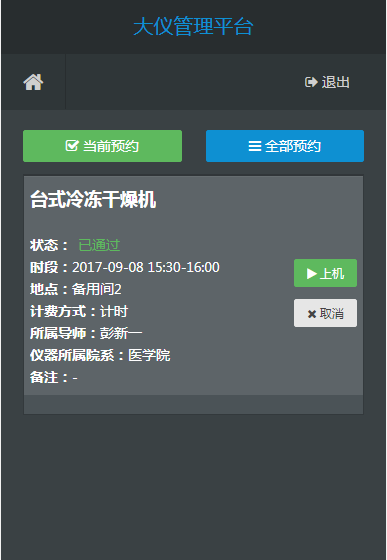 大仪管理平台
退出
当前预约
全部预约
台式冷冻干燥机
状态： 已通过
时段：2017-09-08 15:30-16:00
上机
地点：备用间2
计费方式：计时
取消
所属导师：彭新一
仪器所属院系：医学院
备注：-